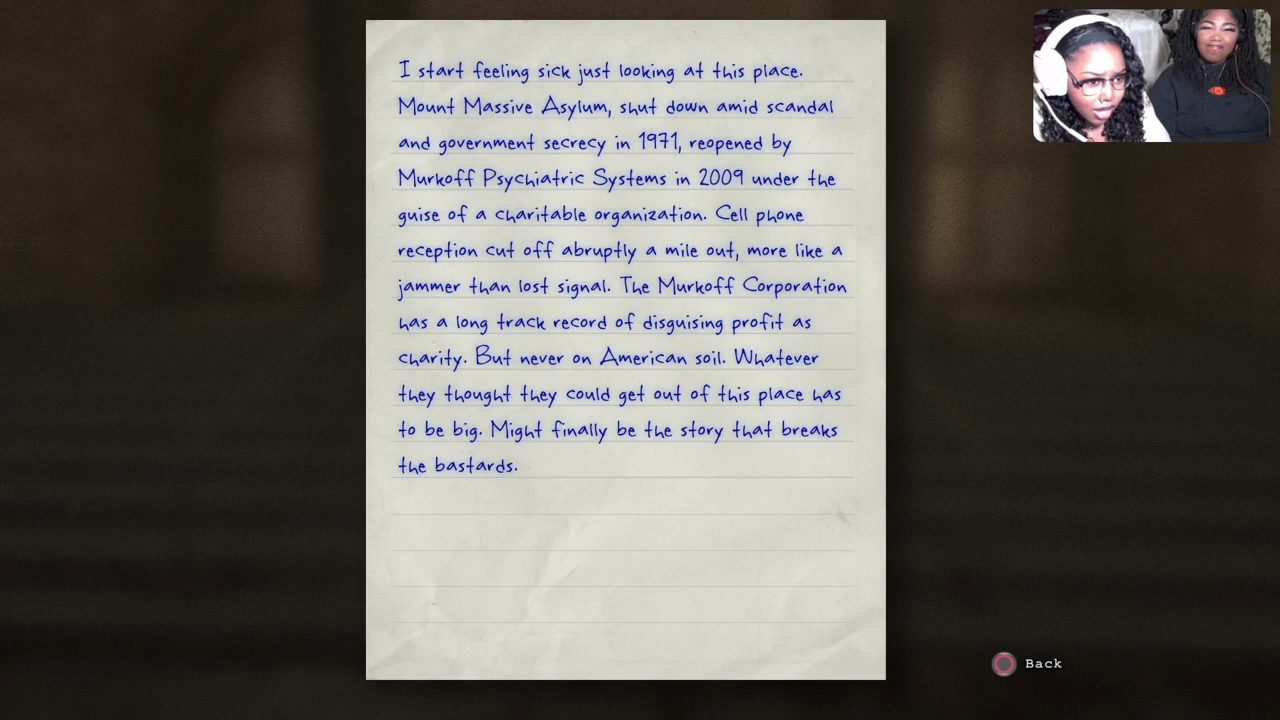 I start feeling sick just looking at this place.
Mount Massive Asylum, shut down amid scandal
and government secrecy in 1971, reopened by
Murkoff Psychiatric Systems in 2009 under the
guise of a charitable organization. Cell phone
reception cut off abruptly a mile out, more like a
jammer than lost signal. The Murkoff Corporation
has a long track record of disguising profit as
charity. But never on American soil. Whatever
they thought they could get out of this place has
to be big. Might finally be the story that breaks
the bastards.
Back